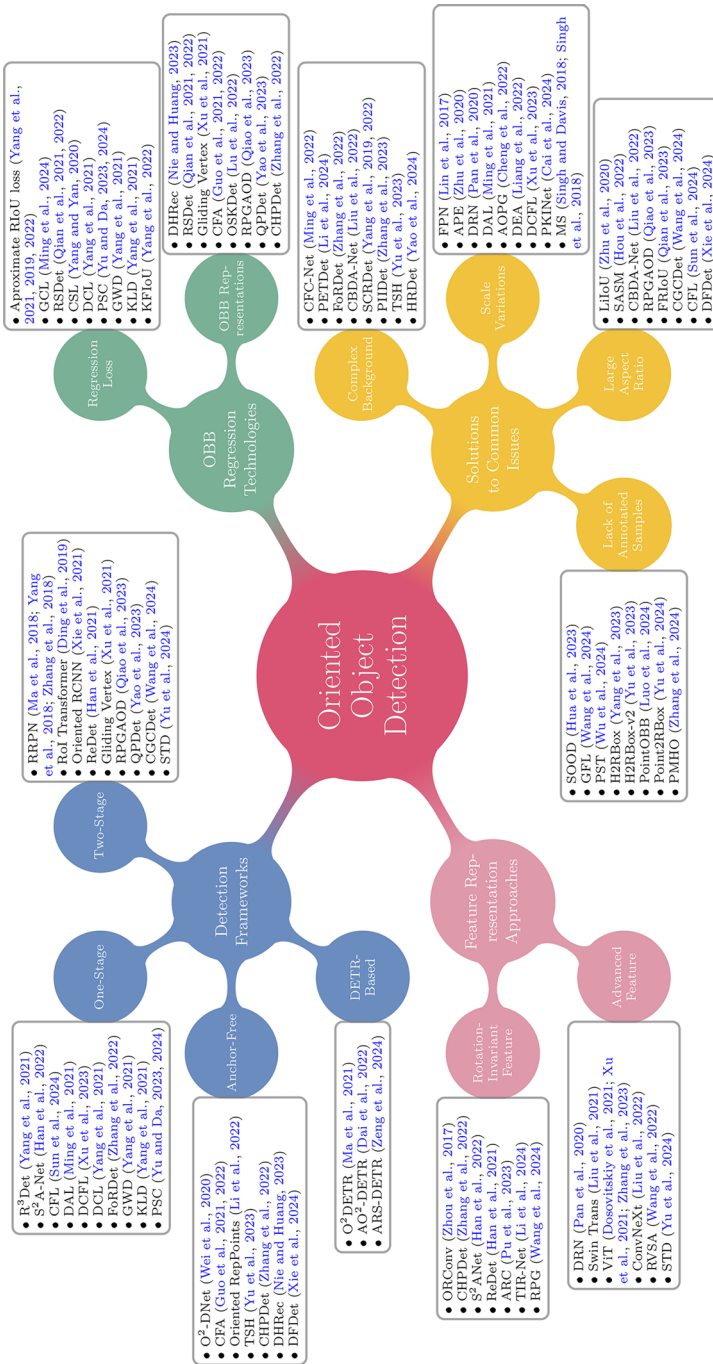 Oriented
Object
Detection
Detection
Frameworks
One-Stage
• R³Det (Yang et al., 2021)
• S²A-Net (Han et al., 2022)
• CFL (Sun et al., 2024)
• DAL (Ming et al., 2021)
• DCFL (Xu et al., 2023)
• DCL (Yang et al., 2021)
• FoRDet (Zhang et al., 2022)
• GWD (Yang et al., 2021)
• KLD (Yang et al., 2021)
• PSC (Yu and Da, 2023, 2024)
Two-Stage
• RRPN (Ma et al., 2018; Yang
et al., 2018; Zhang et al., 2018)
• RoI Transformer (Ding et al., 2019)
• Oriented RCNN (Xie et al., 2021)
• ReDet (Han et al., 2021)
• Gliding Vertex (Xu et al., 2021)
• RPGAOD (Qiao et al., 2023)
• QPDet (Yao et al., 2023)
• CGCDet (Wang et al., 2024)
• STD (Yu et al., 2024)
Anchor-Free
• O²-DNet (Wei et al., 2020)
• CFA (Guo et al., 2021, 2022)
• Oriented RepPoints (Li et al., 2022)
• TSH (Yu et al., 2023)
• CHPDet (Zhang et al., 2022)
• DHRec (Nie and Huang, 2023)
• DFDet (Xie et al., 2024)
DETR-
Based
• O²DETR (Ma et al., 2021)
• AO²-DETR (Dai et al., 2022)
• ARS-DETR (Zeng et al., 2024)
OBB
Regression
Technologies
Regression
Loss
• Aproximate RIoU loss (Yang et al.,
2021, 2019, 2022)
• GCL (Ming et al., 2024)
• RSDet (Qian et al., 2021, 2022)
• CSL (Yang and Yan, 2020)
• DCL (Yang et al., 2021)
• PSC (Yu and Da, 2023, 2024)
• GWD (Yang et al., 2021)
• KLD (Yang et al., 2021)
• KFIoU (Yang et al., 2022)
OBB Rep-
resentations
• DHRec (Nie and Huang, 2023)
• RSDet (Qian et al., 2021, 2022)
• Gliding Vertex (Xu et al., 2021)
• CFA (Guo et al., 2021, 2022)
• OSKDet (Lu et al., 2022)
• RPGAOD (Qiao et al., 2023)
• QPDet (Yao et al., 2023)
• CHPDet (Zhang et al., 2022)
Feature Rep-
resentation
Approaches
Rotation-
Invariant
Feature
• ORConv (Zhou et al., 2017)
• CHPDet (Zhang et al., 2022)
• S²ANet (Han et al., 2022)
• ReDet (Han et al., 2021)
• ARC (Pu et al., 2023)
• TIR-Net (Li et al., 2024)
• RPG (Wang et al., 2024)
Advanced
Feature
• DRN (Pan et al., 2020)
• Swin Trans (Liu et al., 2021)
• ViT (Dosovitskiy et al., 2021; Xu
et al., 2021; Zhang et al., 2023)
• ConvNeXt (Liu et al., 2022)
• RVSA (Wang et al., 2022)
• STD (Yu et al., 2024)
Solutions
to Common
Issues
Complex
Background
• CFC-Net (Ming et al., 2022)
• PETDet (Li et al., 2024)
• FoRDet (Zhang et al., 2022)
• CBDA-Net (Liu et al., 2022)
• SCRDet (Yang et al., 2019, 2022)
• PIIDet (Zhang et al., 2023)
• TSH (Yu et al., 2023)
• HRDet (Yao et al., 2024)
Scale
Variations
• FPN (Lin et al., 2017)
• APE (Zhu et al., 2020)
• DRN (Pan et al., 2020)
• DAL (Ming et al., 2021)
• AOPG (Cheng et al., 2022)
• DEA (Liang et al., 2022)
• DCFL (Xu et al., 2023)
• PKINet (Cai et al., 2024)
• MS (Singh and Davis, 2018; Singh
et al., 2018)
Large
Aspect
Ratio
• LiIoU (Zhu et al., 2020)
• SASM (Hou et al., 2022)
• CBDA-Net (Liu et al., 2022)
• RPGAOD (Qiao et al., 2023)
• FRIoU (Qian et al., 2023)
• CGCDet (Wang et al., 2024)
• CFL (Sun et al., 2024)
• DFDet (Xie et al., 2024)
Lack of
Annotated
Samples
• SOOD (Hua et al., 2023)
• GFL (Wang et al., 2024)
• PST (Wu et al., 2024)
• H2RBox (Yang et al., 2023)
• H2RBox-v2 (Yu et al., 2023)
• PointOBB (Luo et al., 2024)
• Point2RBox (Yu et al., 2024)
• PMHO (Zhang et al., 2024)